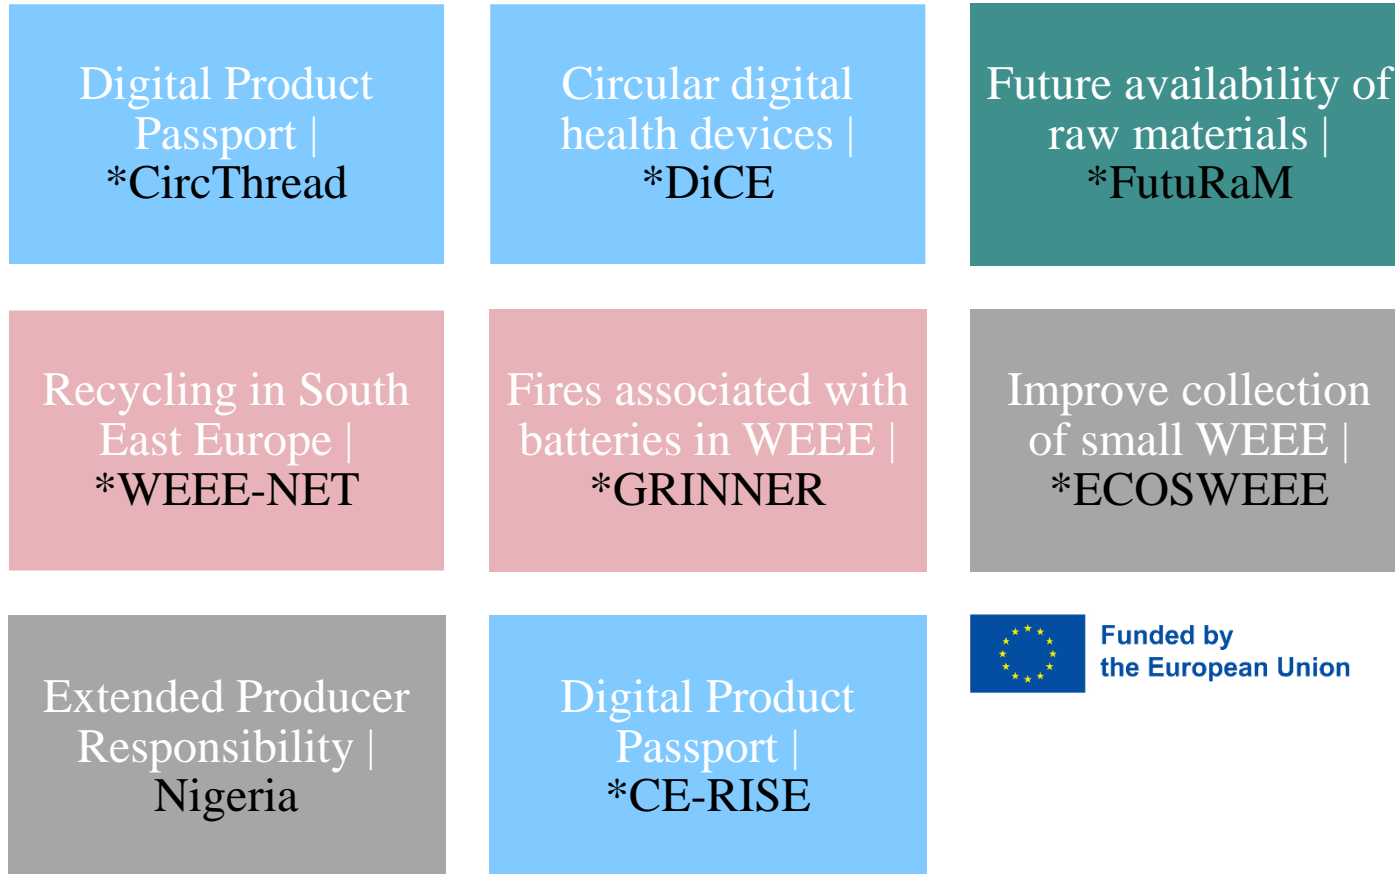 Digital Product
Passport |
*CircThread
Circular digital
health devices |
*DiCE
Future availability of
raw materials |
*FutuRaM
Recycling in South
East Europe |
*WEEE-NET
Fires associated with
batteries in WEEE |
*GRINNER
Improve collection
of small WEEE |
*ECOSWEEE
Extended Producer
Responsibility |
Nigeria
Digital Product
Passport |
*CE-RISE
Funded by
the European Union